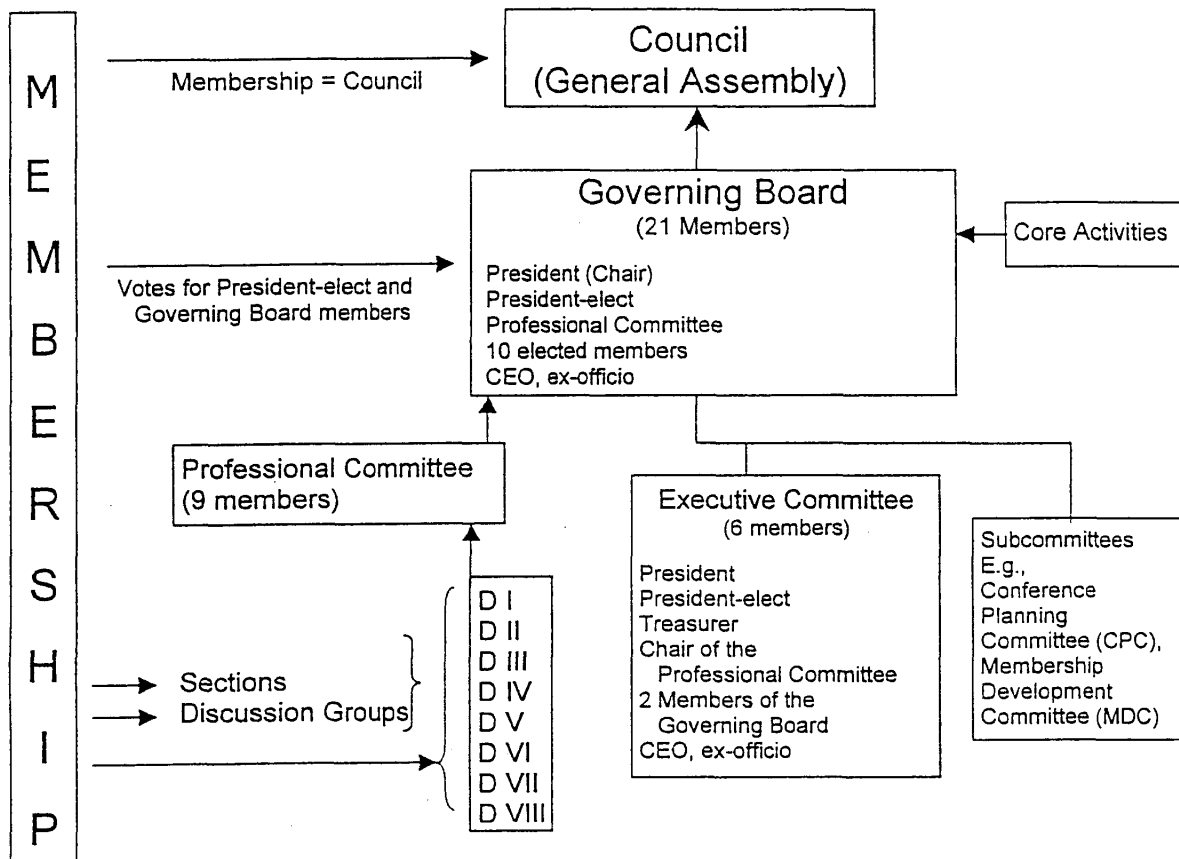 MEMBERSHIP
Council
(General Assembly)
Membership = Council
Governing Board
(21 Members)
President (Chair)
President-elect
Professional Committee
10 elected members
CEO, ex-officio
Core Activities
Votes for President-elect and
Governing Board members
Professional Committee
(9 members)
Executive Committee
(6 members)
President
President-elect
Treasurer
Chair of the
Professional Committee
2 Members of the
Governing Board
CEO, ex-officio
Subcommittees
E.g.,
Conference
Planning
Committee (CPC),
Membership
Development
Committee (MDC)
D I
D II
D III
D IV
D V
D VI
D VII
D VIII
Sections
Discussion Groups